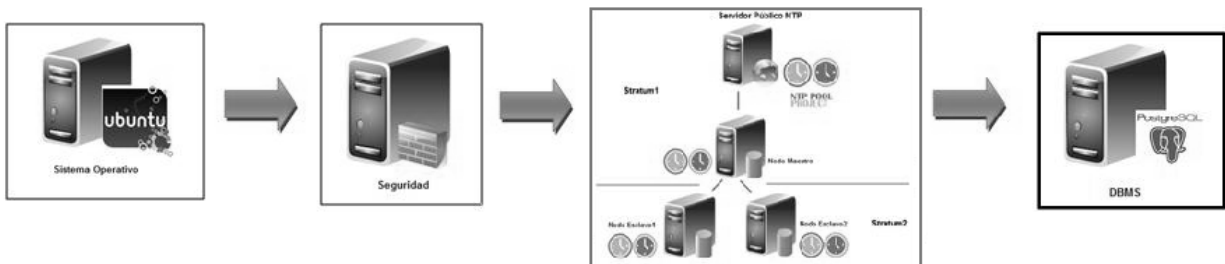 ubuntu
Sistema Operativo
Seguridad
Servidor Público NTP
Stratum1
NTP POOL
PROJECT
Nodo Maestro
Nodo Esclavo1
Nodo Esclavo2
Stratum2
PostgreSQL
DBMS